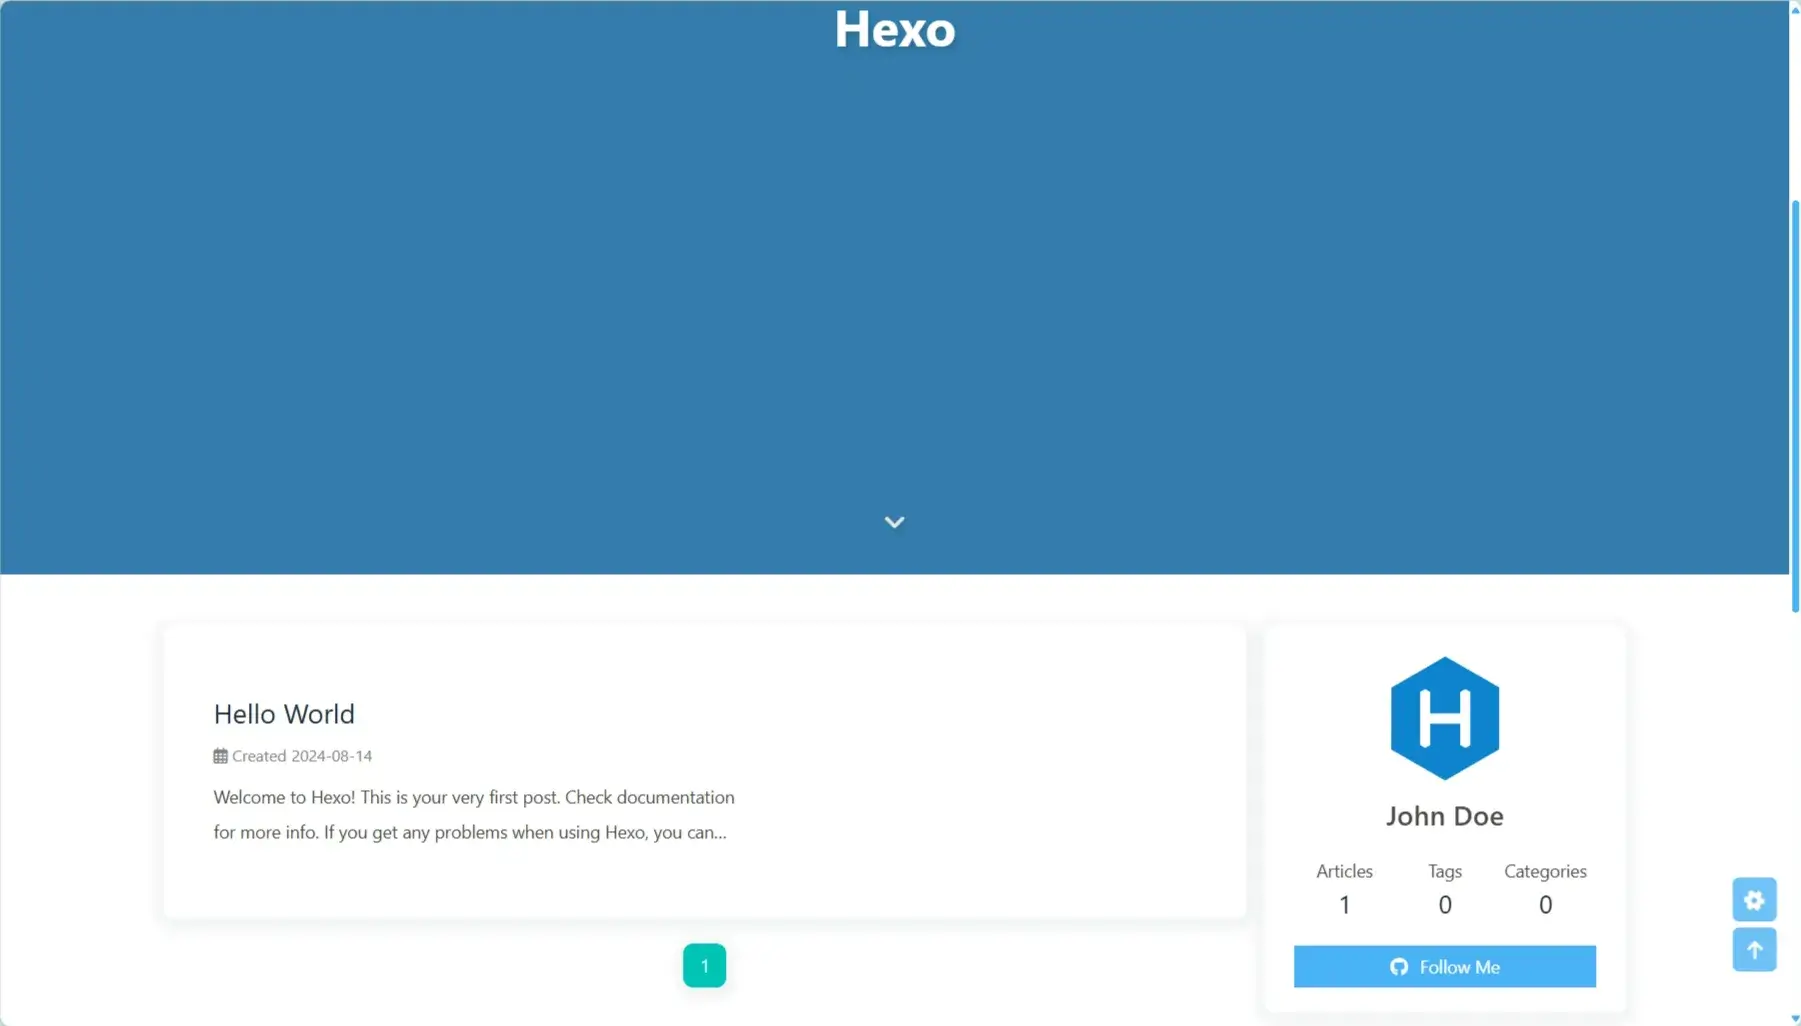 Hexo
Hello World
Created 2024-08-14
Welcome to Hexo! This is your very first post. Check documentation
for more info. If you get any problems when using Hexo, you can...
1
H
John Doe
Articles Tags Categories
1 0 0
Follow Me